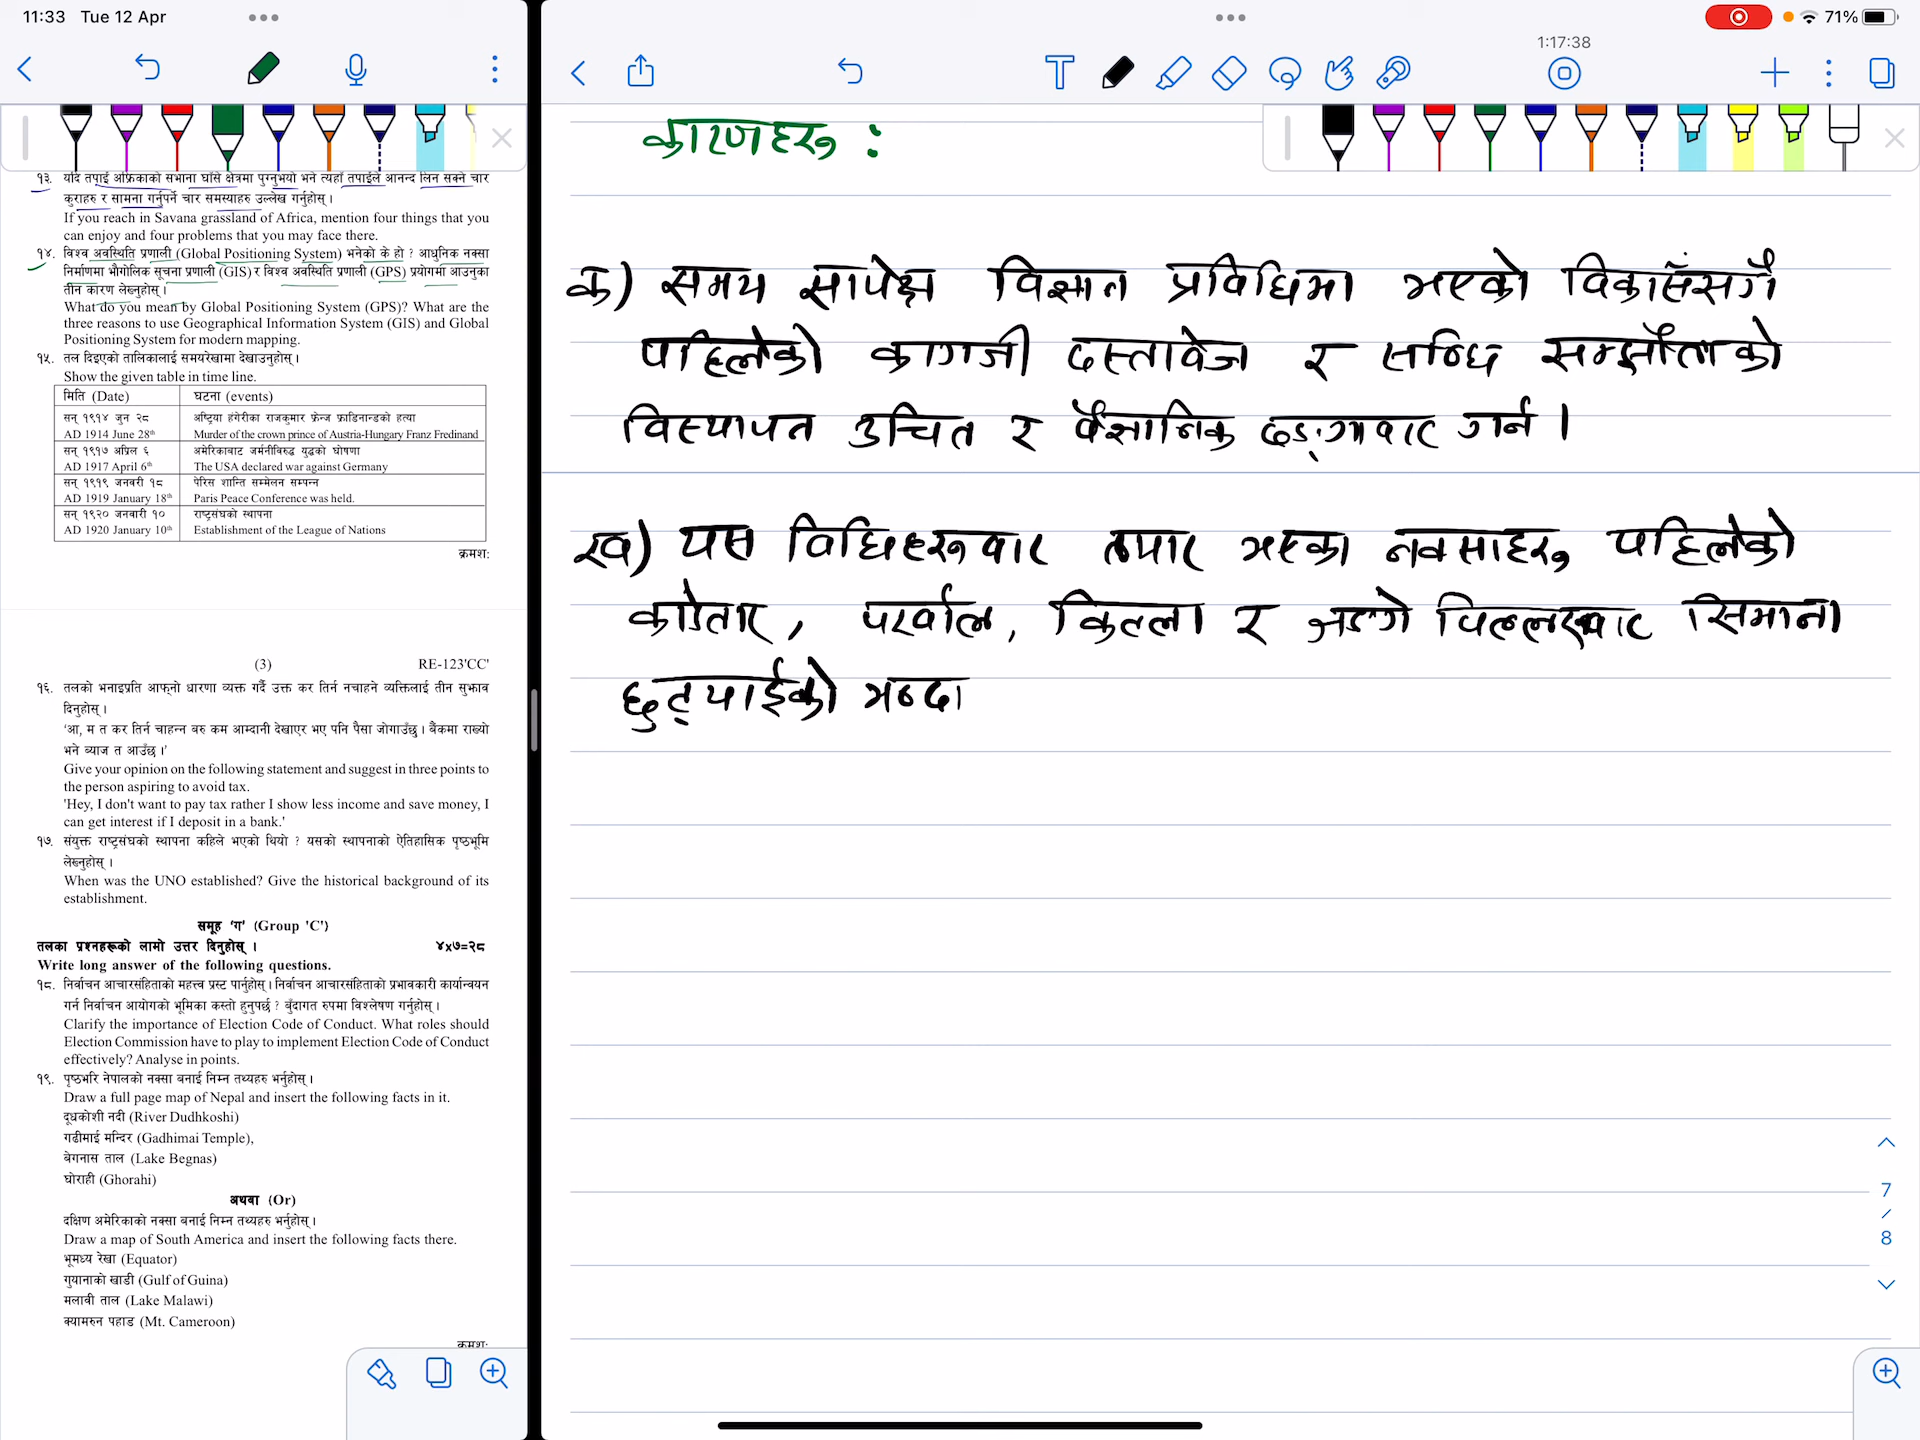 11:33 Tue 12 Apr
71%
1:17:38
१३. यदि तपाईं अफ्रिकाको सभाना घाँसे क्षेत्रमा पुग्नुभयो भने त्यहाँ तपाईंले आनन्द लिन सक्ने चार
कुराहरु र सामना गर्नुपर्ने चार समस्याहरु उल्लेख गर्नुहोस् ।
If you reach in Savana grassland of Africa, mention four things that you
can enjoy and four problems that you may face there.
१४. विश्व अवस्थिति प्रणाली (Global Positioning System) भनेको के हो ? आधुनिक नक्सा
निर्माणमा भौगोलिक सूचना प्रणाली (GIS) र विश्व अवस्थिति प्रणाली (GPS) प्रयोगमा आउनुका
तीन कारण लेख्नुहोस् ।
What do you mean by Global Positioning System (GPS)? What are the
three reasons to use Geographical Information System (GIS) and Global
Positioning System for modern mapping.
१५. तल दिइएको तालिकालाई समयरेखामा देखाउनुहोस् ।
Show the given table in time line.
मिति (Date) घटना (events)
सन् १९१४ जुन २८ अष्ट्रिया हंगेरीका राजकुमार फ्रेन्ज फ्राडिनान्डको हत्या
AD 1914 June 28th Murder of the crown prince of Austria-Hungary Franz Fredinand
सन् १९१७ अप्रिल ६ अमेरिकाबाट जर्मनीविरुद्ध युद्धको घोषणा
AD 1917 April 6th The USA declared war against Germany
सन् १९१९ जनवरी १८ पेरिस शान्ति सम्मेलन सम्पन्न
AD 1919 January 18th Paris Peace Conference was held.
सन् १९२० जनवारी १० राष्ट्रसंघको स्थापना
AD 1920 January 10th Establishment of the League of Nations
क्रमश:
(3) RE-123'CC'
१६. तलको भनाइप्रति आफ्नो धारणा व्यक्त गर्दै उक्त कर तिर्न नचाहने व्यक्तिलाई तीन सुझाव
दिनुहोस् ।
'आ, म त कर तिर्न चाहन्न बरु कम आम्दानी देखाएर भए पनि पैसा जोगाउँछु । बैंकमा राख्यो
भने ब्याज त आउँछ ।'
Give your opinion on the following statement and suggest in three points to
the person aspiring to avoid tax.
'Hey, I don't want to pay tax rather I show less income and save money, I
can get interest if I deposit in a bank.'
१७. संयुक्त राष्ट्रसंघको स्थापना कहिले भएको थियो ? यसको स्थापनाको ऐतिहासिक पृष्ठभूमि
लेख्नुहोस् ।
When was the UNO established? Give the historical background of its
establishment.
समूह 'ग' (Group 'C')
तलका प्रश्नहरूको लामो उत्तर दिनुहोस् । ४x७=२८
Write long answer of the following questions.
१८. निर्वाचन आचारसंहिताको महत्त्व प्रस्ट पार्नुहोस् । निर्वाचन आचारसंहिताको प्रभावकारी कार्यान्वयन
गर्न निर्वाचन आयोगको भूमिका कस्तो हुनुपर्छ ? बुँदागत रुपमा विश्लेषण गर्नुहोस् ।
Clarify the importance of Election Code of Conduct. What roles should
Election Commission have to play to implement Election Code of Conduct
effectively? Analyse in points.
१९. पृष्ठभरि नेपालको नक्सा बनाई निम्न तथ्यहरु भर्नुहोस् ।
Draw a full page map of Nepal and insert the following facts in it.
दूधकोशी नदी (River Dudhkoshi)
गढीमाई मन्दिर (Gadhimai Temple),
बेगनास ताल (Lake Begnas)
घोराही (Ghorahi)
अथवा (Or)
दक्षिण अमेरिकाको नक्सा बनाई निम्न तथ्यहरु भर्नुहोस् ।
Draw a map of South America and insert the following facts there.
भूमध्य रेखा (Equator)
गुयानाको खाडी (Gulf of Guina)
मलावी ताल (Lake Malawi)
क्यामरुन पहाड (Mt. Cameroon)
क्रमश:
कारणहरू :
क) समय सापेक्ष विज्ञान प्रविधिमा भएको विकाससँगै
पहिलेको कागजी दस्तावेज र सन्धि सम्झौताको
विस्थापन उचित र वैज्ञानिक ढङ्गबाट गर्न ।
ख) यस विधिहरूबाट तयार भएका नक्साहरू पहिलेको
काँडेतार, पर्खाल, कित्ता र जङ्गे पिल्लरबाट सिमाना
छुट्याईको भन्दा
7
/
8